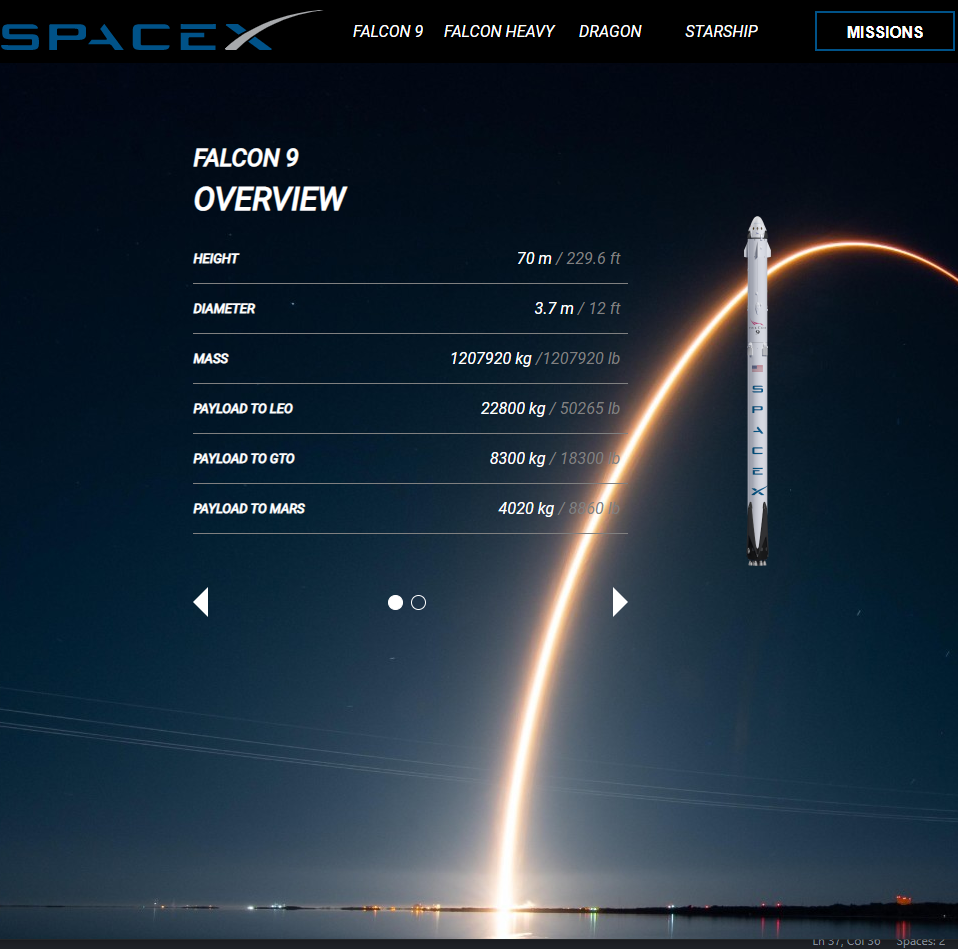 SPACEX FALCON 9 FALCON HEAVY DRAGON STARSHIP MISSIONS
FALCON 9
OVERVIEW
HEIGHT 70 m / 229.6 ft
DIAMETER 3.7 m / 12 ft
MASS 1207920 kg /1207920 lb
PAYLOAD TO LEO 22800 kg / 50265 lb
PAYLOAD TO GTO 8300 kg / 18300 lb
PAYLOAD TO MARS 4020 kg / 8860 lb
SPACEX
Ln 37, Col 36 Spaces: 2